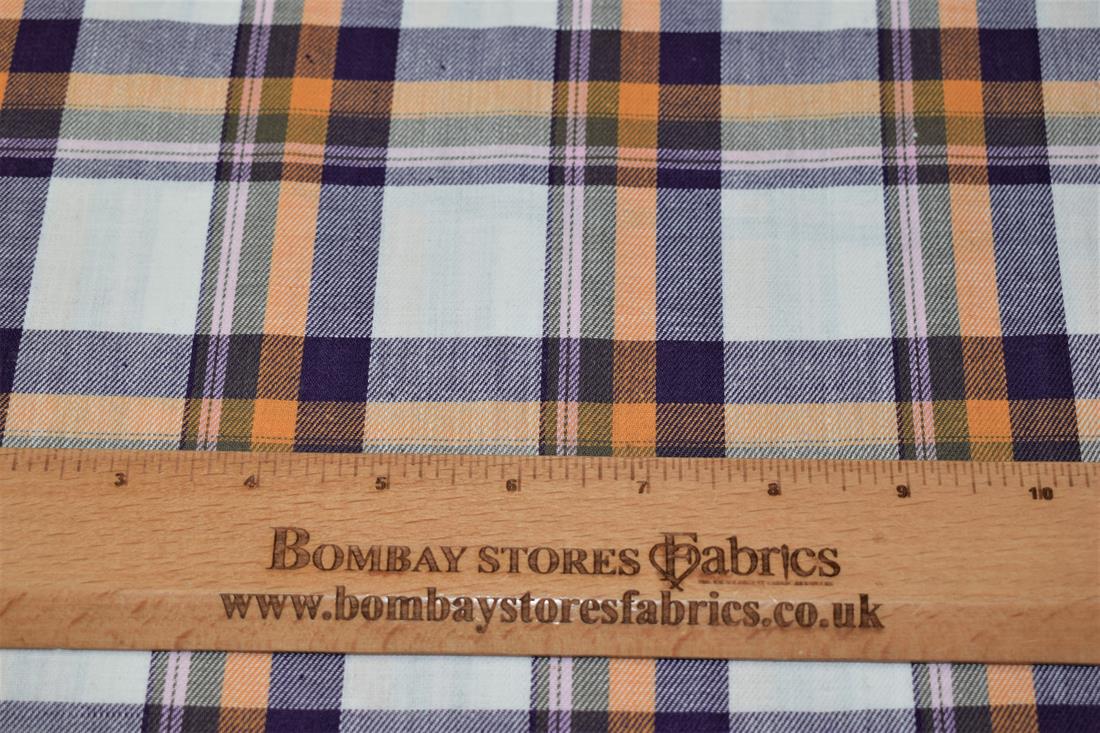 3 4 5 6 7 8 9 10
BOMBAY STORES Fabrics
www.bombaystoresfabrics.co.uk